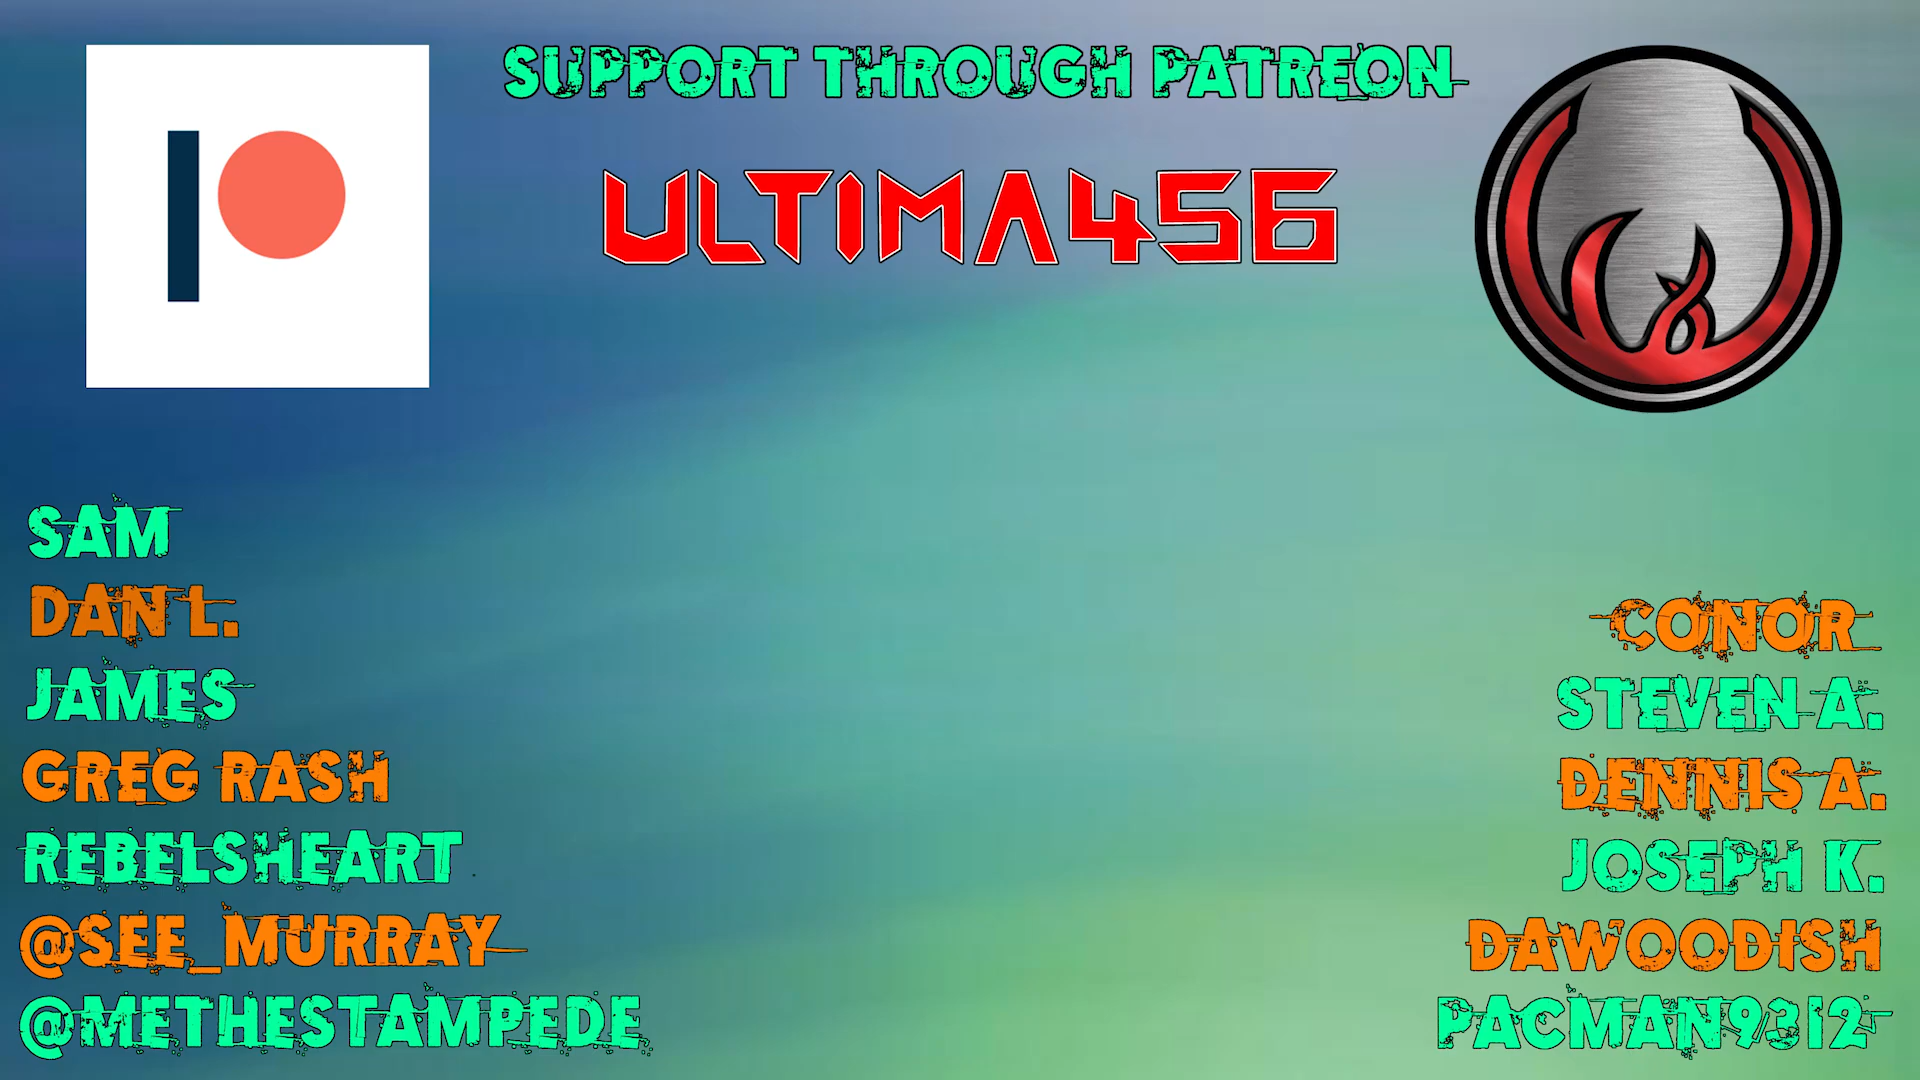 SUPPORT THROUGH PATREON
ULTIMA456
SAM
DAN L.
JAMES
GREG RASH
REBELSHEART
@SEE_MURRAY
@METHESTAMPEDE
CONOR
STEVEN A.
DENNIS A.
JOSEPH K.
DAWOODISH
PACMAN9312